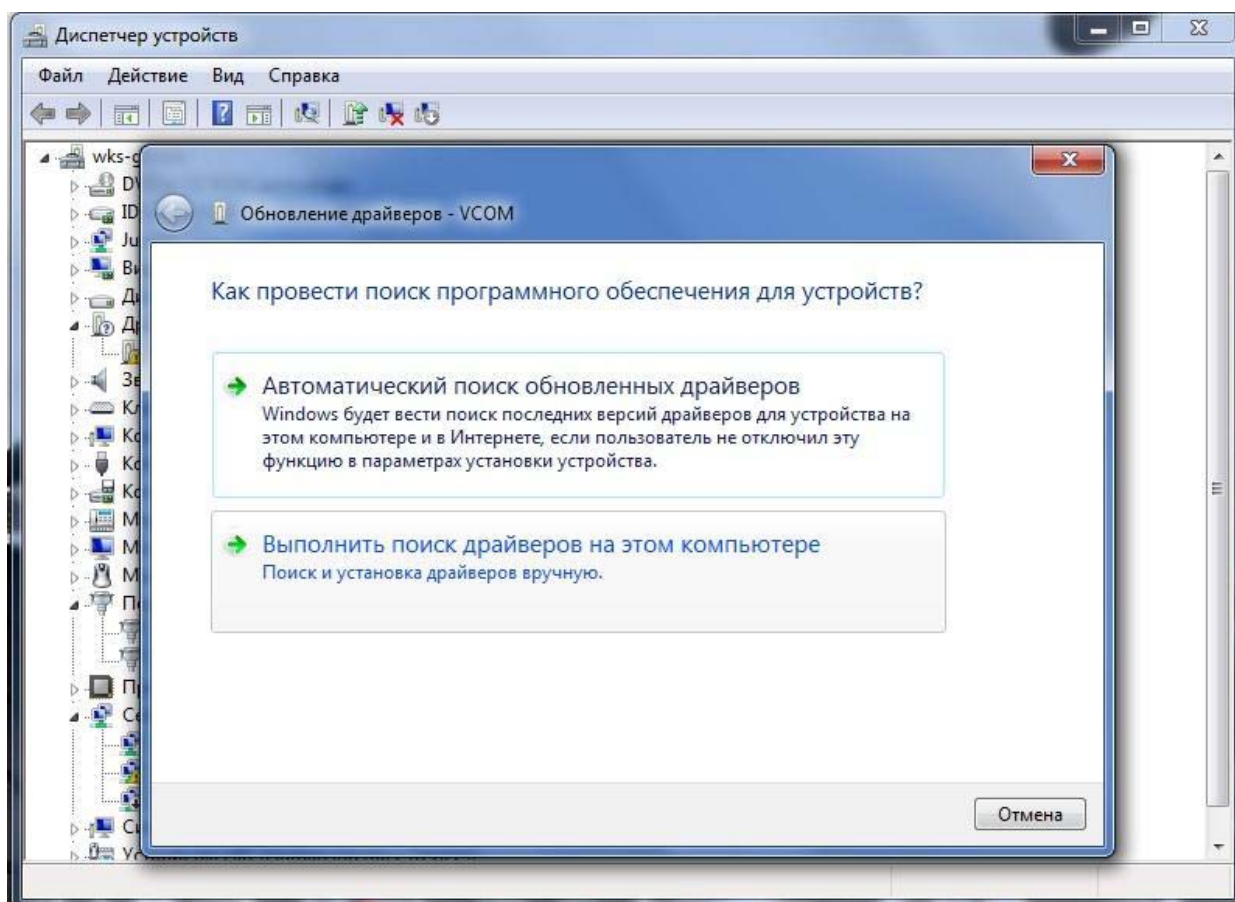 Диспетчер устройств
Файл Действие Вид Справка
Обновление драйверов - VCOM
Как провести поиск программного обеспечения для устройств?
Автоматический поиск обновленных драйверов
Windows будет вести поиск последних версий драйверов для устройства на
этом компьютере и в Интернете, если пользователь не отключил эту
функцию в параметрах установки устройства.
Выполнить поиск драйверов на этом компьютере
Поиск и установка драйверов вручную.
Отмена